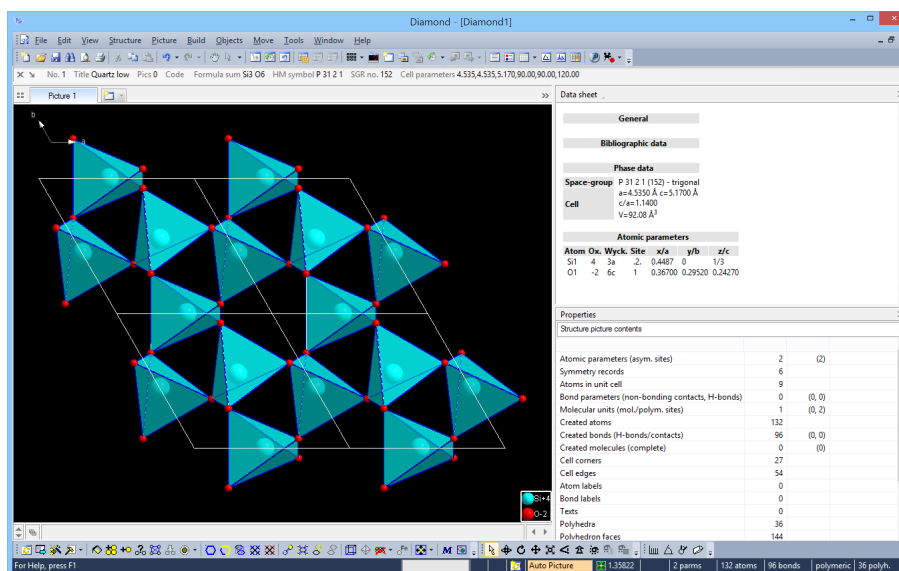 Diamond - [Diamond1]
File Edit View Structure Picture Build Objects Move Tools Window Help
No. 1 Title Quartz low Pics 0 Code Formula sum Si3 O6 HM symbol P 31 2 1 SGR no. 152 Cell parameters 4.535,4.535,5.170,90.00,90.00,120.00
Picture 1
Data sheet
b
a
General
Bibliographic data
Phase data
Space-group P 31 2 1 (152) - trigonal
Cell a=4.5350 Å c=5.1700 Å
c/a=1.1400
V=92.08 Å3
Atomic parameters
Atom Ox. Wyck. Site x/a y/b z/c
Si1 4 3a .2. 0.4487 0 1/3
O1 -2 6c 1 0.36700 0.29520 0.24270
Properties
Structure picture contents
Atomic parameters (asym. sites) 2 (2)
Symmetry records 6
Atoms in unit cell 9
Bond parameters (non-bonding contacts, H-bonds) 0 (0, 0)
Molecular units (mol./polym. sites) 1 (0, 2)
Created atoms 132
Created bonds (H-bonds/contacts) 96 (0, 0)
Created molecules (complete) 0 (0)
Cell corners 27
Cell edges 54
Atom labels 0
Bond labels 0
Texts 0
Polyhedra 36
Polyhedron faces 144
Si+4
O-2
For Help, press F1
Auto Picture 1.35822 2 parms 132 atoms 96 bonds polymeric 36 polyh.